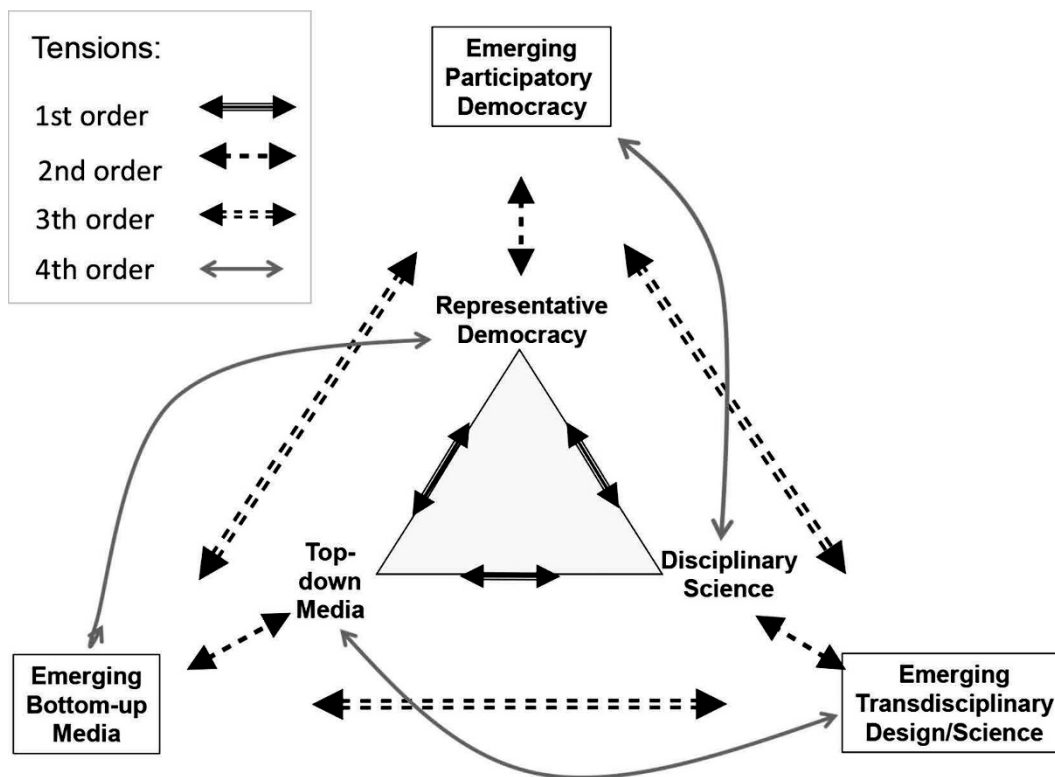 Tensions:
1st order
2nd order
3th order
4th order
Emerging
Participatory
Democracy
Representative
Democracy
Top-
down
Media
Disciplinary
Science
Emerging
Bottom-up
Media
Emerging
Transdisciplinary
Design/Science